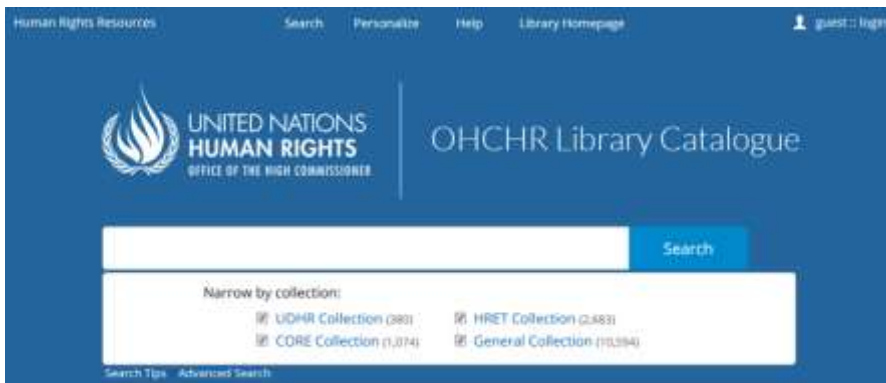 Human Rights Resources Search Personalize Help Library Homepage guest :: login
UNITED NATIONS
HUMAN RIGHTS
OFFICE OF THE HIGH COMMISSIONER
OHCHR Library Catalogue
Search
Narrow by collection:
UDHR Collection (380) HRET Collection (2,683)
CORE Collection (1,074) General Collection
Search Tips Advanced Search